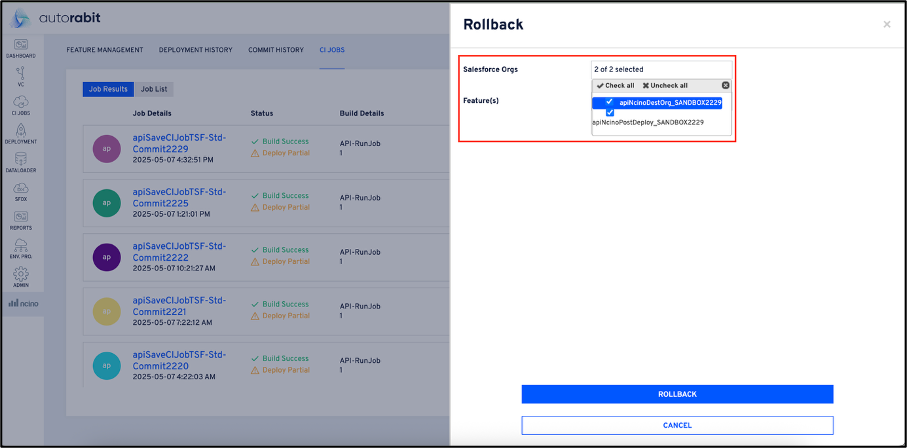 autorabit
DASHBOARD
VC
CI JOBS
DEPLOYMENT
DATALOADER
SFDX
REPORTS
ENV. PRO.
ADMIN
ncino
FEATURE MANAGEMENT DEPLOYMENT HISTORY COMMIT HISTORY CI JOBS
Job Results Job List
Job Details Status Build Details
ap
apiSaveCIJobTSF-Std-
Commit2229
2025-05-07 4:32:51 PM
Build Success
Deploy Partial
API-RunJob
1
ap
apiSaveCIJobTSF-Std-
Commit2225
2025-05-07 1:21:01 PM
Build Success
Deploy Partial
API-RunJob
1
ap
apiSaveCIJobTSF-Std-
Commit2222
2025-05-07 10:21:27 AM
Build Success
Deploy Partial
API-RunJob
1
ap
apiSaveCIJobTSF-Std-
Commit2221
2025-05-07 7:22:12 AM
Build Success
Deploy Partial
API-RunJob
1
ap
apiSaveCIJobTSF-Std-
Commit2220
2025-05-07 4:22:03 AM
Build Success
Deploy Partial
API-RunJob
1
Rollback
Salesforce Orgs 2 of 2 selected
Check all Uncheck all
Feature(s) apiNcinoDestOrg_SANDBOX2229
apiNcinoPostDeploy_SANDBOX2229
ROLLBACK
CANCEL